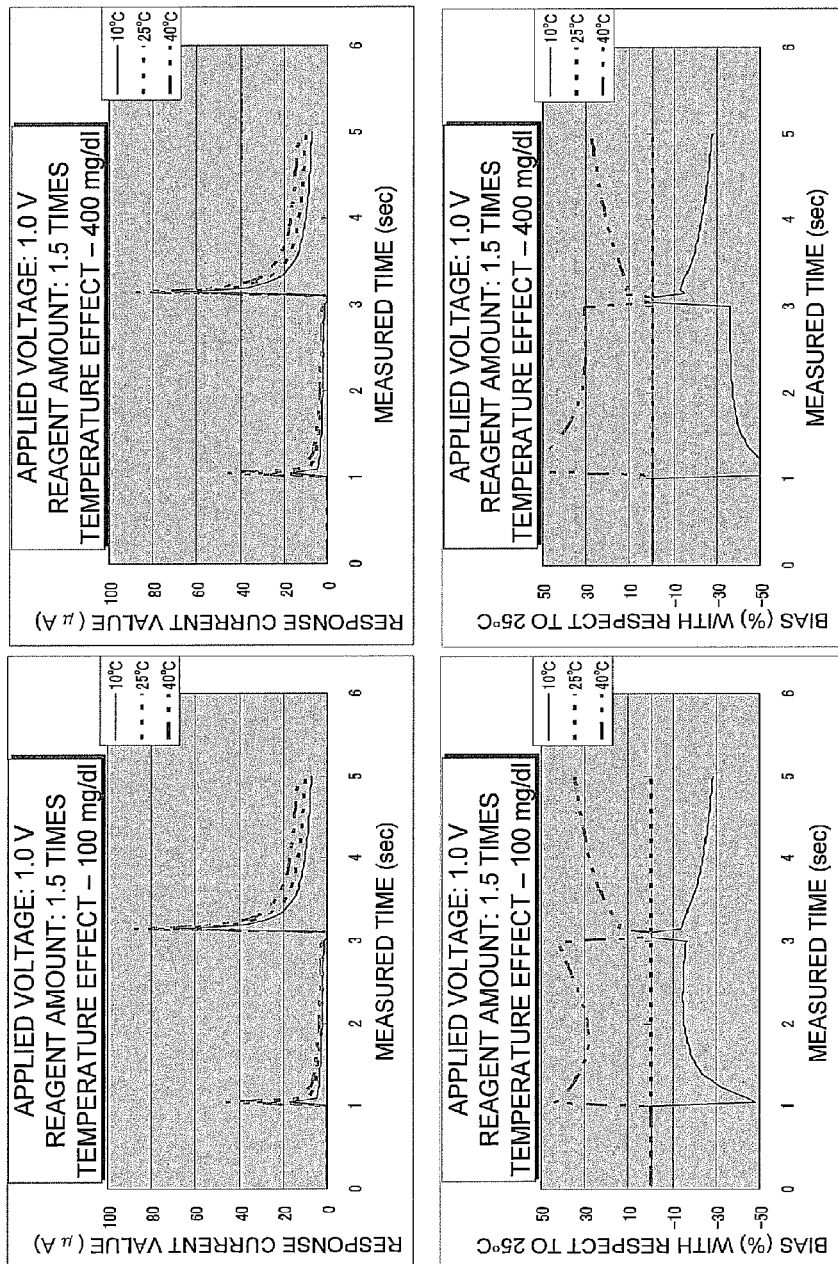 APPLIED VOLTAGE: 1.0 V
REAGENT AMOUNT: 1.5 TIMES
TEMPERATURE EFFECT – 100 mg/dl
RESPONSE CURRENT VALUE ( μ A )
100
80
60
40
20
0
10°C
25°C
40°C
0 1 2 3 4 5 6
MEASURED TIME (sec)
APPLIED VOLTAGE: 1.0 V
REAGENT AMOUNT: 1.5 TIMES
TEMPERATURE EFFECT – 400 mg/dl
RESPONSE CURRENT VALUE ( μ A )
100
80
60
40
20
0
10°C
25°C
40°C
0 1 2 3 4 5 6
MEASURED TIME (sec)
APPLIED VOLTAGE: 1.0 V
REAGENT AMOUNT: 1.5 TIMES
TEMPERATURE EFFECT – 100 mg/dl
BIAS (%) WITH RESPECT TO 25°C
50
30
10
-10
-30
-50
10°C
25°C
40°C
0 1 2 3 4 5 6
MEASURED TIME (sec)
APPLIED VOLTAGE: 1.0 V
REAGENT AMOUNT: 1.5 TIMES
TEMPERATURE EFFECT – 400 mg/dl
BIAS (%) WITH RESPECT TO 25°C
50
30
10
-10
-30
-50
10°C
25°C
40°C
0 1 2 3 4 5 6
MEASURED TIME (sec)